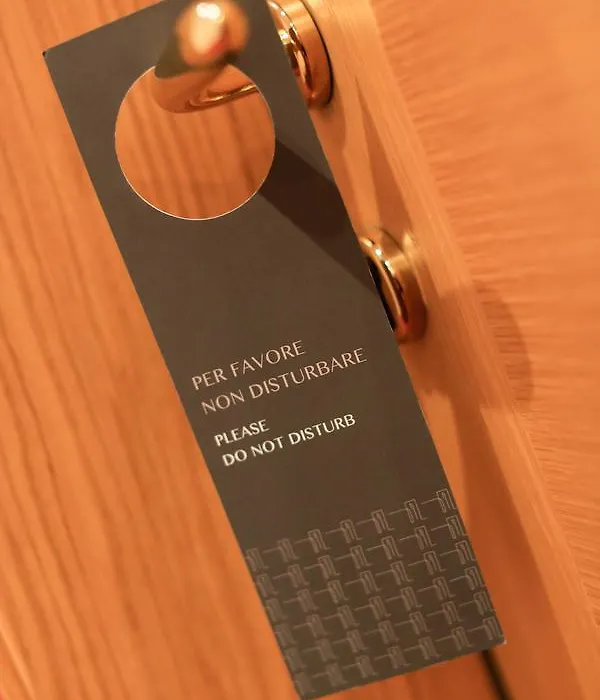 PER FAVORE
NON DISTURBARE
PLEASE
DO NOT DISTURB